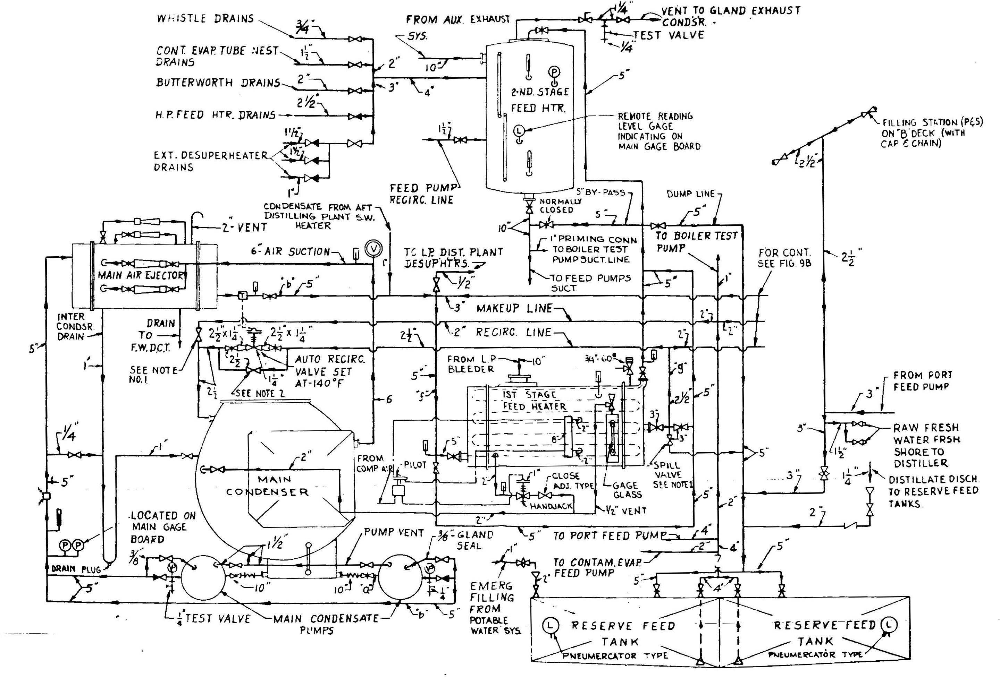 WHISTLE DRAINS
3/4"
CONT. EVAP. TUBE NEST
DRAINS
1 1/2"
BUTTERWORTH DRAINS
2"
H.P. FEED HTR. DRAINS
2 1/2"
EXT. DESUPERHEATER
DRAINS
1 1/2"
1 1/2"
1"
2"
3"
4"
FROM AUX. EXHAUST
SYS.
10"
1 1/4"
VENT TO GLAND EXHAUST
COND'S'R.
TEST VALVE
1/4"
P
2-ND. STAGE
FEED HTR.
L
5"
REMOTE READING
LEVEL GAGE
INDICATING ON
MAIN GAGE BOARD
1 1/2"
FEED PUMP
RECIRC. LINE
FILLING STATION (P&S)
ON "B" DECK (WITH
CAP & CHAIN)
2 1/2"
2 1/2"
CONDENSATE FROM AFT
DISTILLING PLANT S.W.
HEATER
1"
NORMALLY
CLOSED
5" BY-PASS
5"
DUMP LINE
5"
10"
1" PRIMING CONN
TO BOILER TEST
PUMP SUCT. LINE
TO FEED PUMPS
SUCT.
TO BOILER TEST
PUMP
1"
FOR CONT.
SEE FIG. 9B
2"-VENT
6"-AIR SUCTION
V
MAIN AIR EJECTOR
"b"
5"
TO L.P. DIST. PLANT
DESUPHTRS.
1/2"
5"
3"
MAKEUP LINE
2"
2"
2"
RECIRC. LINE
2 1/2"
2"
INTER
CONDSR.
DRAIN
DRAIN
TO
F.W.D.C.T.
5"
1"
SEE NOTE
NO. 1
2 1/2" X 1 1/4"
T
2 1/2" X 1 1/4"
2 1/2
1 1/4"
AUTO RECIRC.
VALVE SET
AT-140°F
2 1/2
SEE NOTE 2
6
5"
"f"
FROM L.P
BLEEDER
10"
3/4"-60#
1ST STAGE
FEED HEATER
"g"
2 1/2"
5"
3"
3"
2"
8"
2"
5"
GAGE
GLASS
SPILL
VALVE
SEE NOTE 1
5"
FROM PORT
FEED PUMP
3"
3"
1 1/2"
RAW FRESH
WATER FRSH
SHORE TO
DISTILLER
1 1/4"
DISTILLATE DISCH.
TO RESERVE FEED
TANKS.
3"
2"
1/4"
1"
2"
MAIN
CONDENSER
FROM
COMP AIR
PILOT
2"
1"
CLOSE
ADJ. TYPE
HANDJACK
2"
1/2" VENT
5"
5"
2"
5"
LOCATED ON
MAIN GAGE
BOARD
P
P
3/8"
DRAIN PLUG
5"
1 1/2"
PUMP VENT
3/8"-GLAND
SEAL
VP
VP
10"
10"
"a"
1/4
1/4" TEST VALVE
MAIN CONDENSATE
PUMPS
"b"
5"
TO PORT FEED PUMP
4"
2"
4"
TO CONTAM. EVAP.
FEED PUMP
1"
2"
EMERG
FILLING
FROM
POTABLE
WATER SYS.
5"
4"
5"
L
RESERVE FEED
TANK
PNEUMERCATOR TYPE
RESERVE FEED
TANK
PNEUMERCATOR TYPE
L